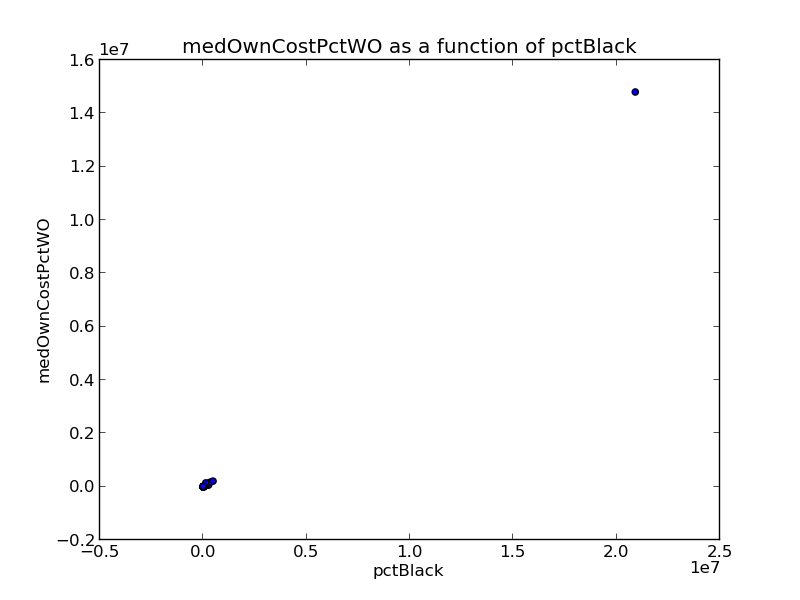 medOwnCostPctWO as a function of pctBlack
1e7
1.6
1.4
1.2
1.0
0.8
0.6
0.4
0.2
0.0
−0.2
medOwnCostPctWO
−0.5 0.0 0.5 1.0 1.5 2.0 2.5
1e7
pctBlack